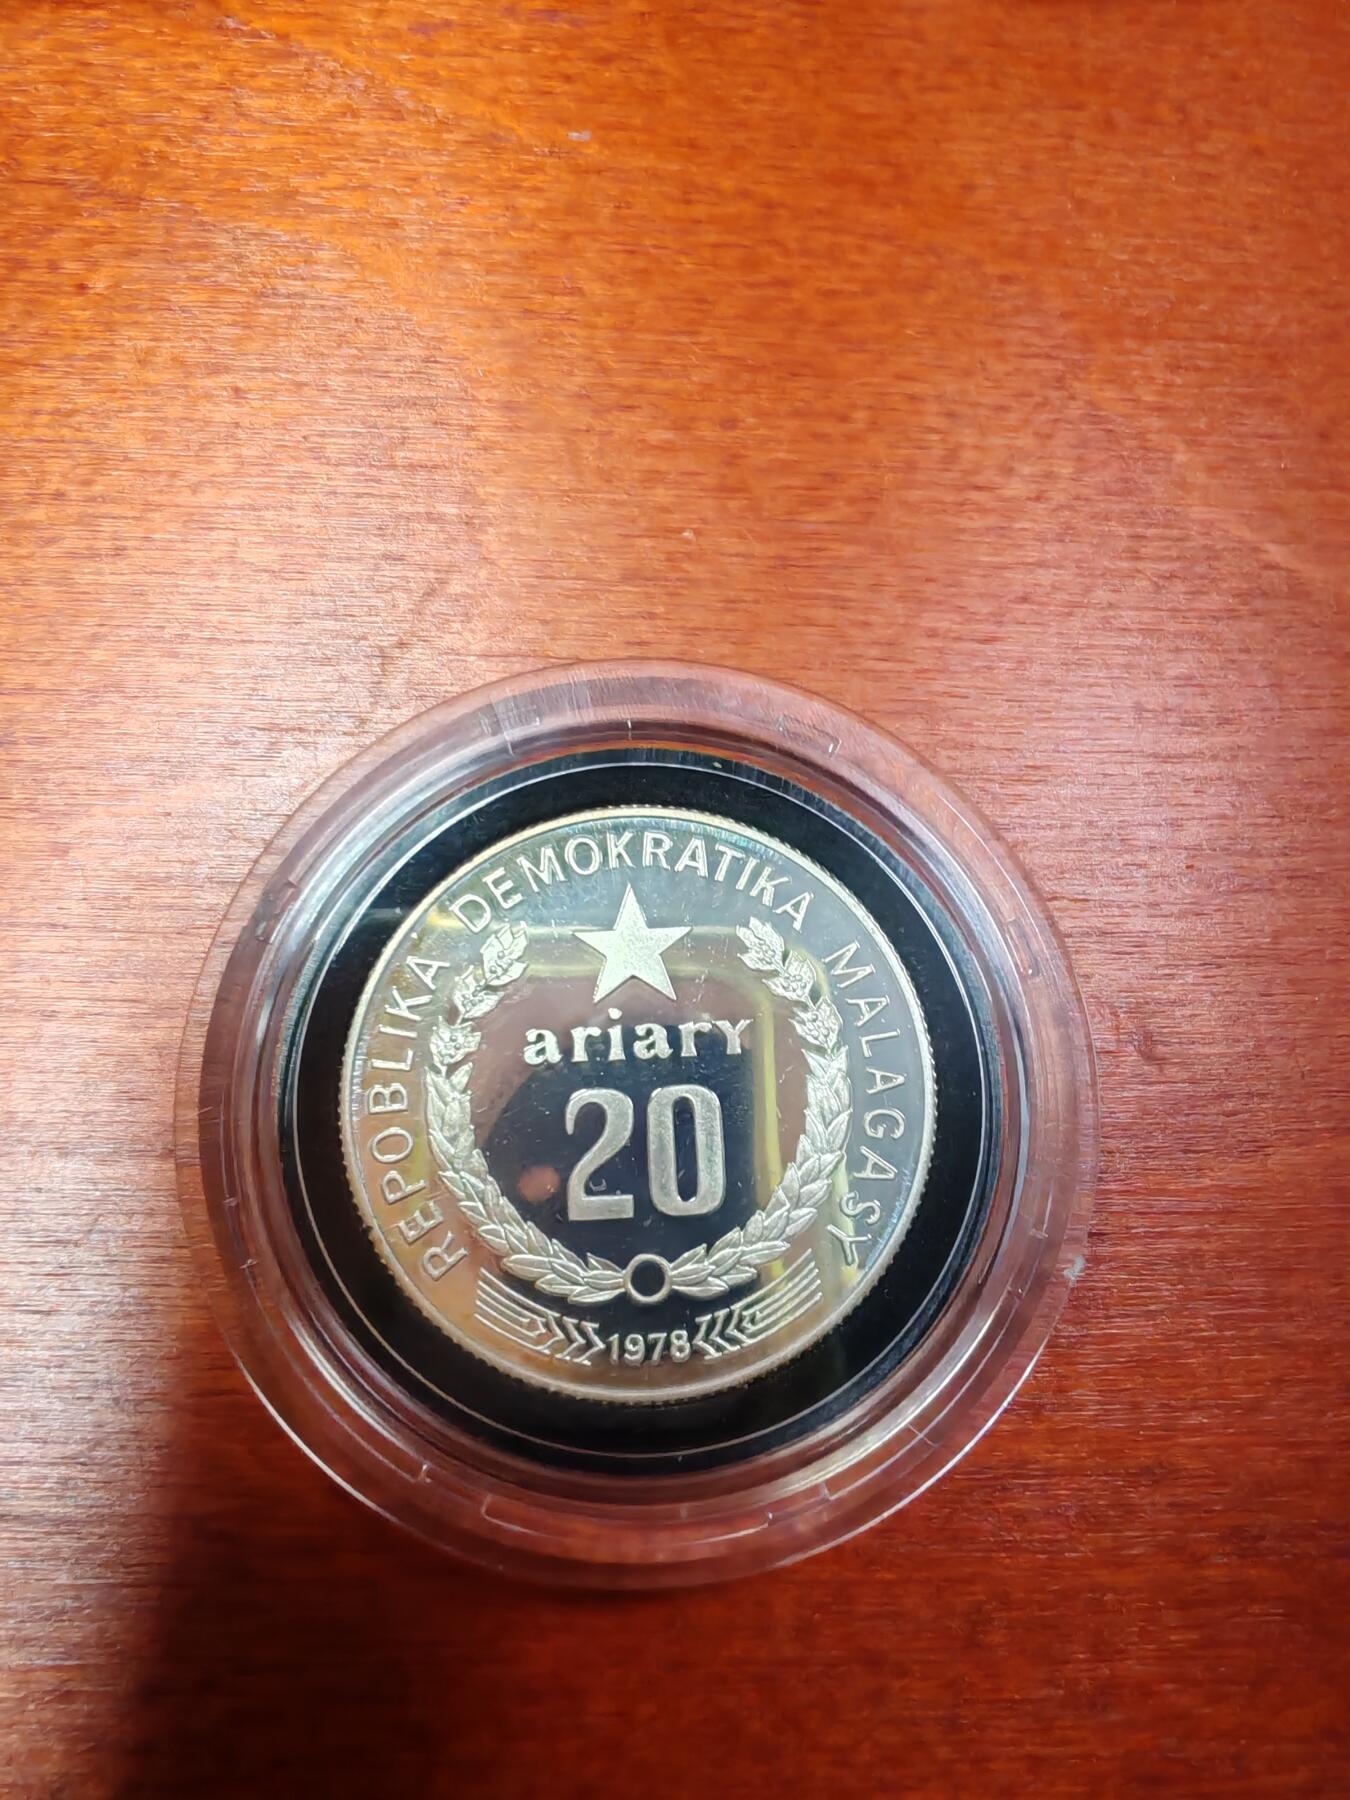 REPOBLIKA DEMOKRATIKA MALAGASY
ariary
20
1978